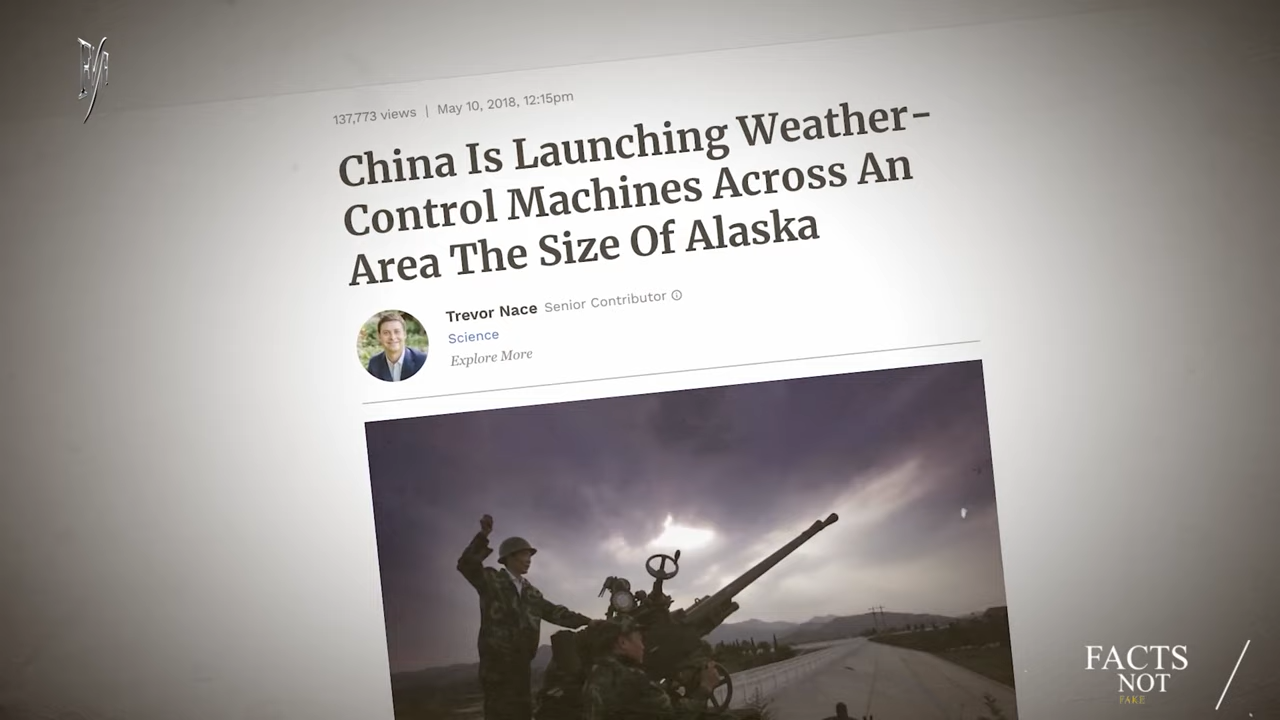 137,773 views | May 10, 2018, 12:15pm
China Is Launching Weather-
Control Machines Across An
Area The Size Of Alaska
Trevor Nace Senior Contributor
Science
Explore More
FACTS
NOT
FAKE